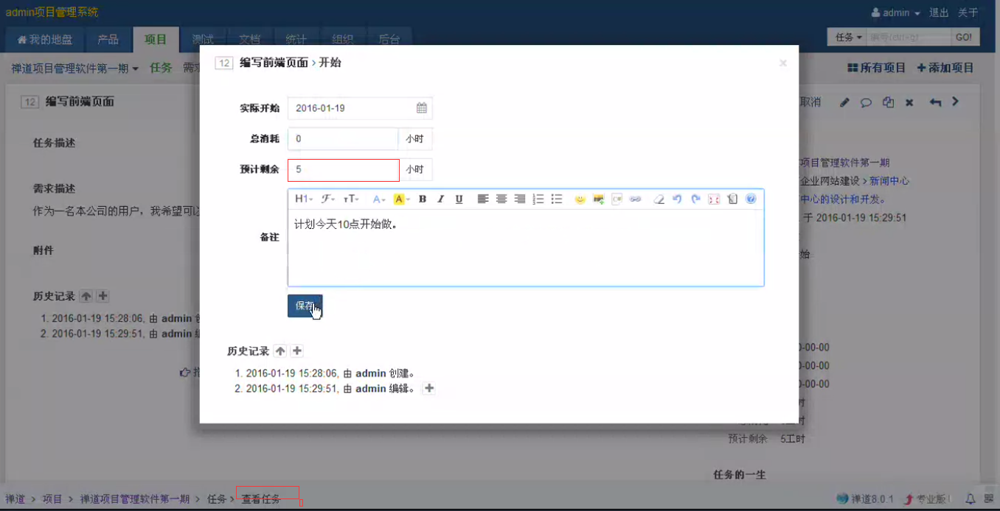 admin项目管理系统
admin 退出 关于
我的地盘 产品 项目 测试 文档 统计 组织 后台
任务 编号(ctrl+g) GO!
禅道项目管理软件第一期 任务 需求
所有项目 添加项目
12 编写前端页面
取消
任务描述
需求描述
作为一名本公司的用户，我希望可以
附件
历史记录
1. 2016-01-19 15:28:06, 由 admin
2. 2016-01-19 15:29:51, 由 admin
12 编写前端页面 › 开始
×
实际开始 2016-01-19
总消耗 0 小时
预计剩余 5 小时
H1 F TT A A B I U
备注
计划今天10点开始做。
保存
历史记录
1. 2016-01-19 15:28:06, 由 admin 创建。
2. 2016-01-19 15:29:51, 由 admin 编辑。
项目管理软件第一期
企业网站建设 › 新闻中心
中心的设计和开发。
于 2016-01-19 15:29:51
始
0-00-00
0-00-00
0-00-00
时
时
预计剩余 5工时
任务的一生
禅道 › 项目 › 禅道项目管理软件第一期 › 任务 › 查看任务
禅道8.0.1 专业版